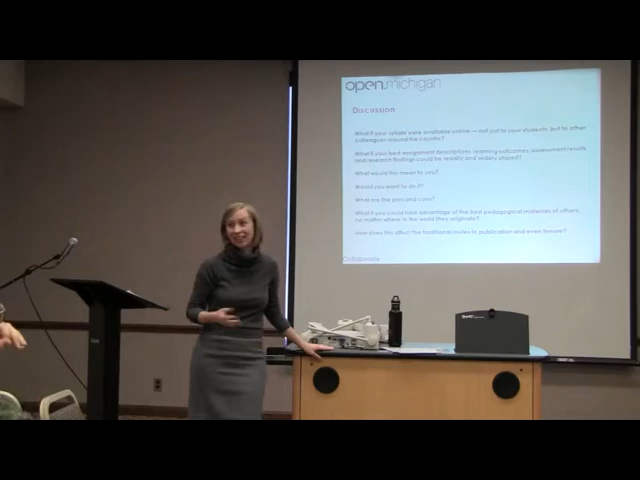 open.michigan
Discussion
What if your syllabi were available online — not just to your students, but to other
colleagues around the country?
What if your best assignment descriptions, learning outcomes, assessment results
and research findings could be readily and widely shared?
What would this mean to you?
Would you want to do it?
What are the pros and cons?
What if you could take advantage of the best pedagogical materials of others,
no matter where in the world they originate?
How does this affect the traditional routes to publication and even tenure?